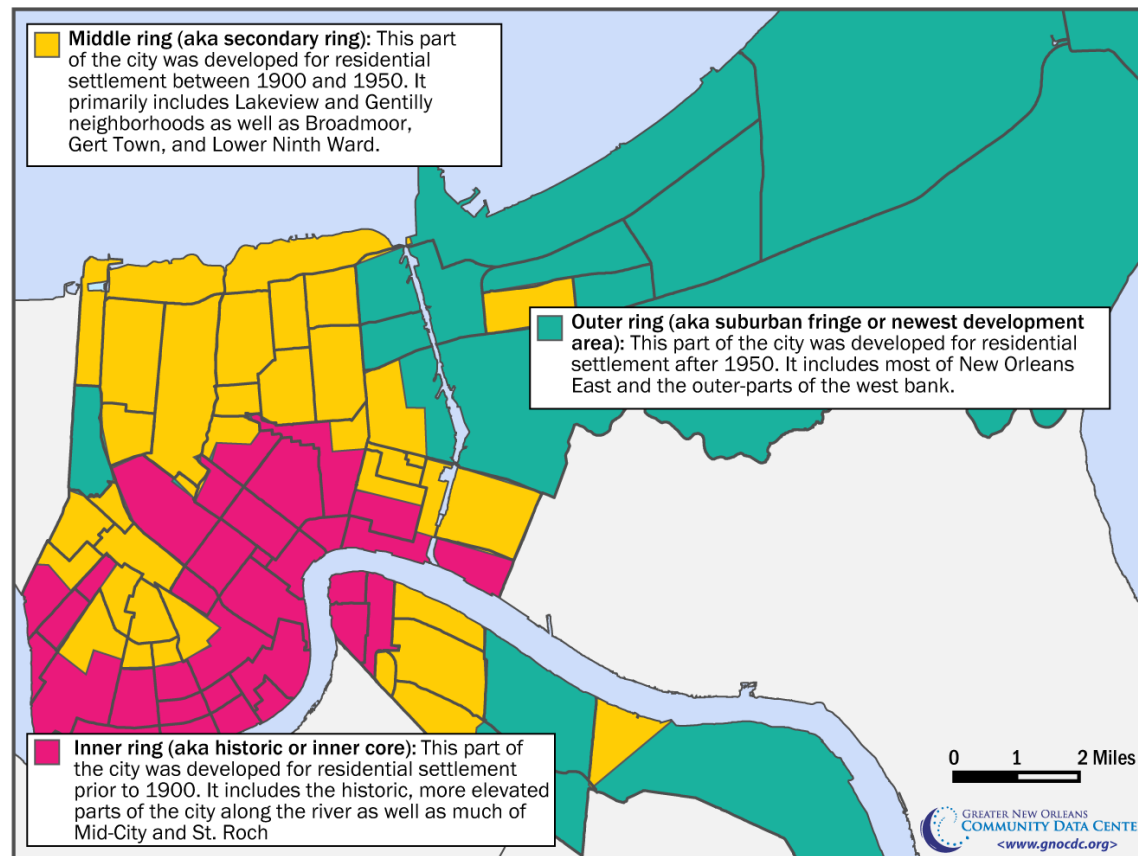 Middle ring (aka secondary ring): This part
of the city was developed for residential
settlement between 1900 and 1950. It
primarily includes Lakeview and Gentilly
neighborhoods as well as Broadmoor,
Gert Town, and Lower Ninth Ward.
Outer ring (aka suburban fringe or newest development
area): This part of the city was developed for residential
settlement after 1950. It includes most of New Orleans
East and the outer-parts of the west bank.
Inner ring (aka historic or inner core): This part of
the city was developed for residential settlement
prior to 1900. It includes the historic, more elevated
parts of the city along the river as well as much of
Mid-City and St. Roch
0 1 2 Miles
GREATER NEW ORLEANS
COMMUNITY DATA CENTE
<www.gnocdc.org>